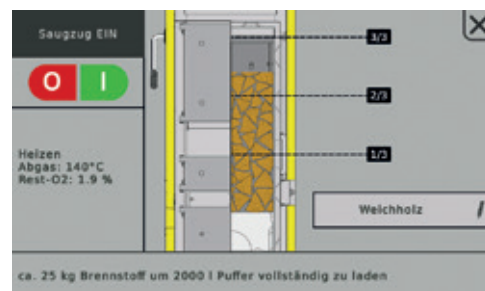 Saugzug EIN
O I
3/3
2/3
1/3
Heizen
Abgas: 140°C
Rest-O2: 1.9 %
Weichholz
ca. 25 kg Brennstoff um 2000 l Puffer vollständig zu laden